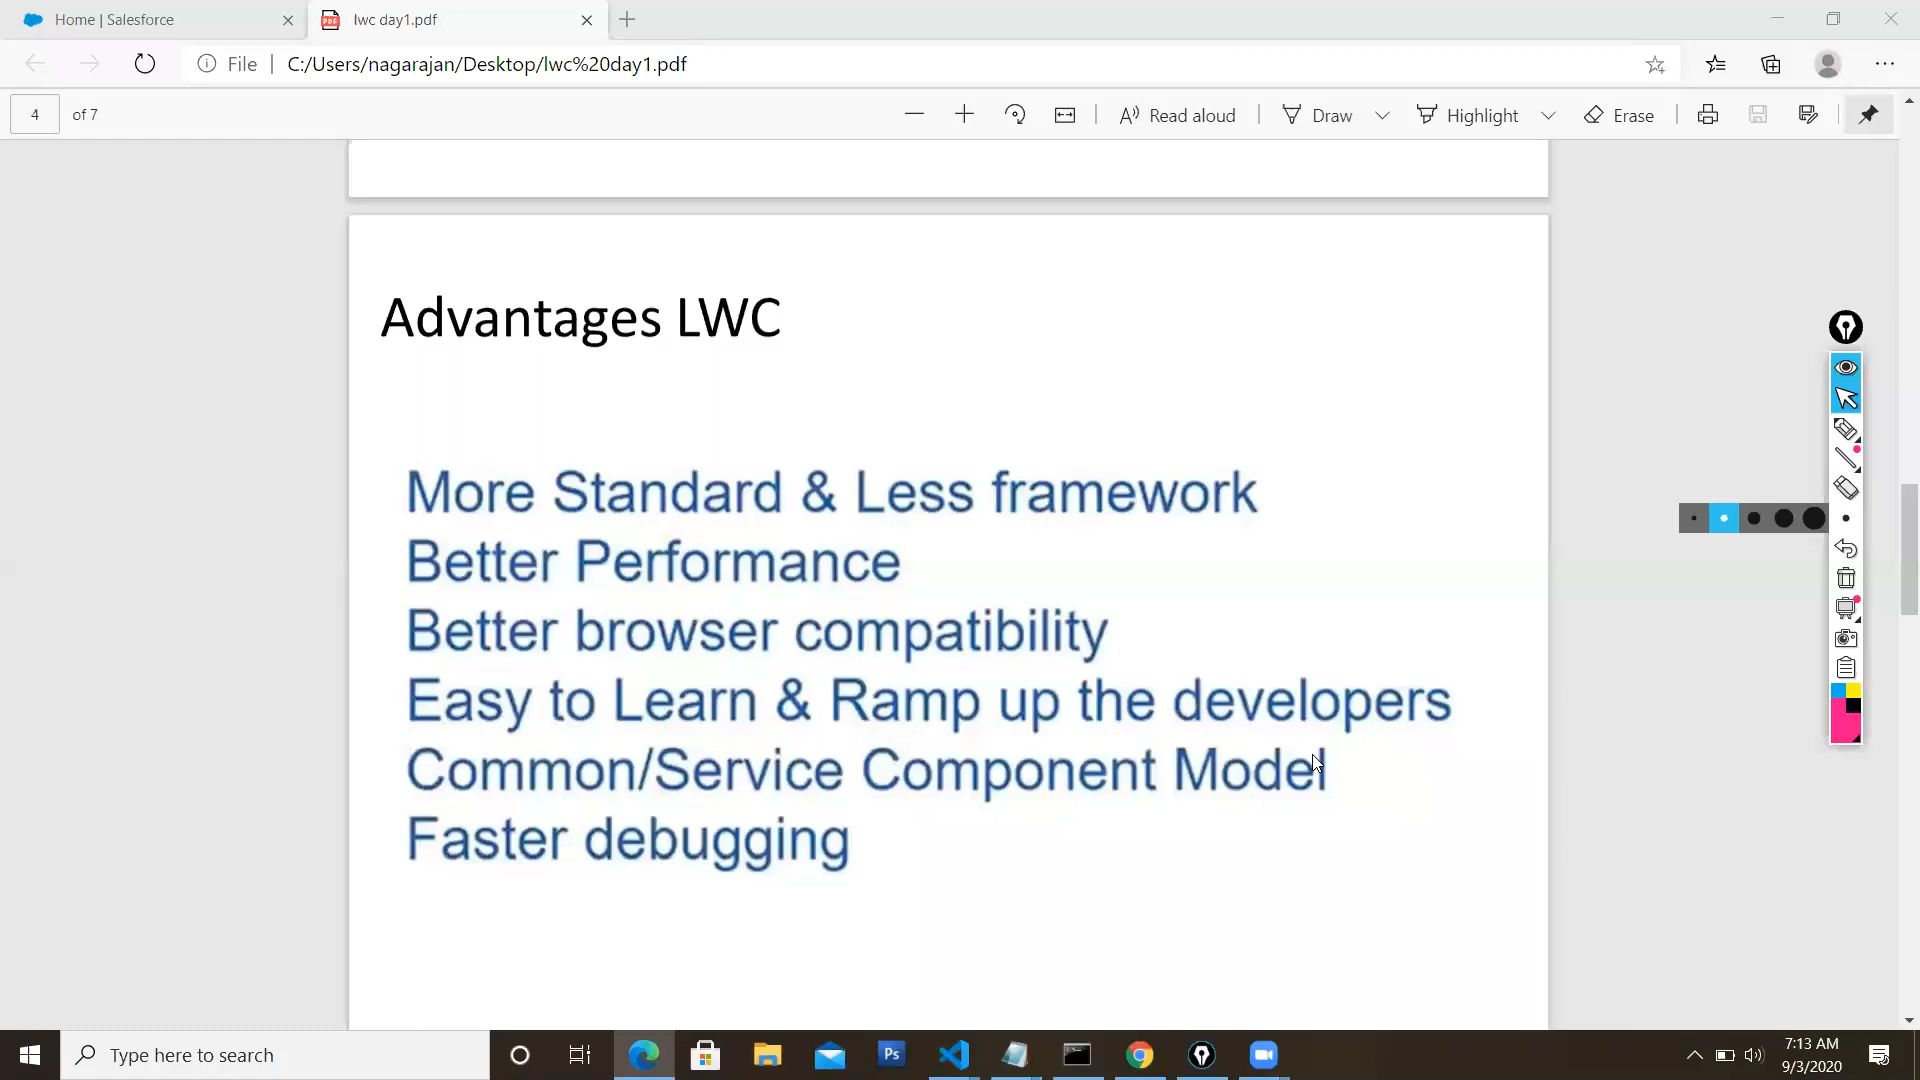 Home | Salesforce
lwc day1.pdf
File
C:/Users/nagarajan/Desktop/lwc%20day1.pdf
4 of 7
Read aloud
Draw
Highlight
Erase
Advantages LWC
More Standard & Less framework
Better Performance
Better browser compatibility
Easy to Learn & Ramp up the developers
Common/Service Component Model
Faster debugging
Type here to search
Ps
7:13 AM
9/3/2020